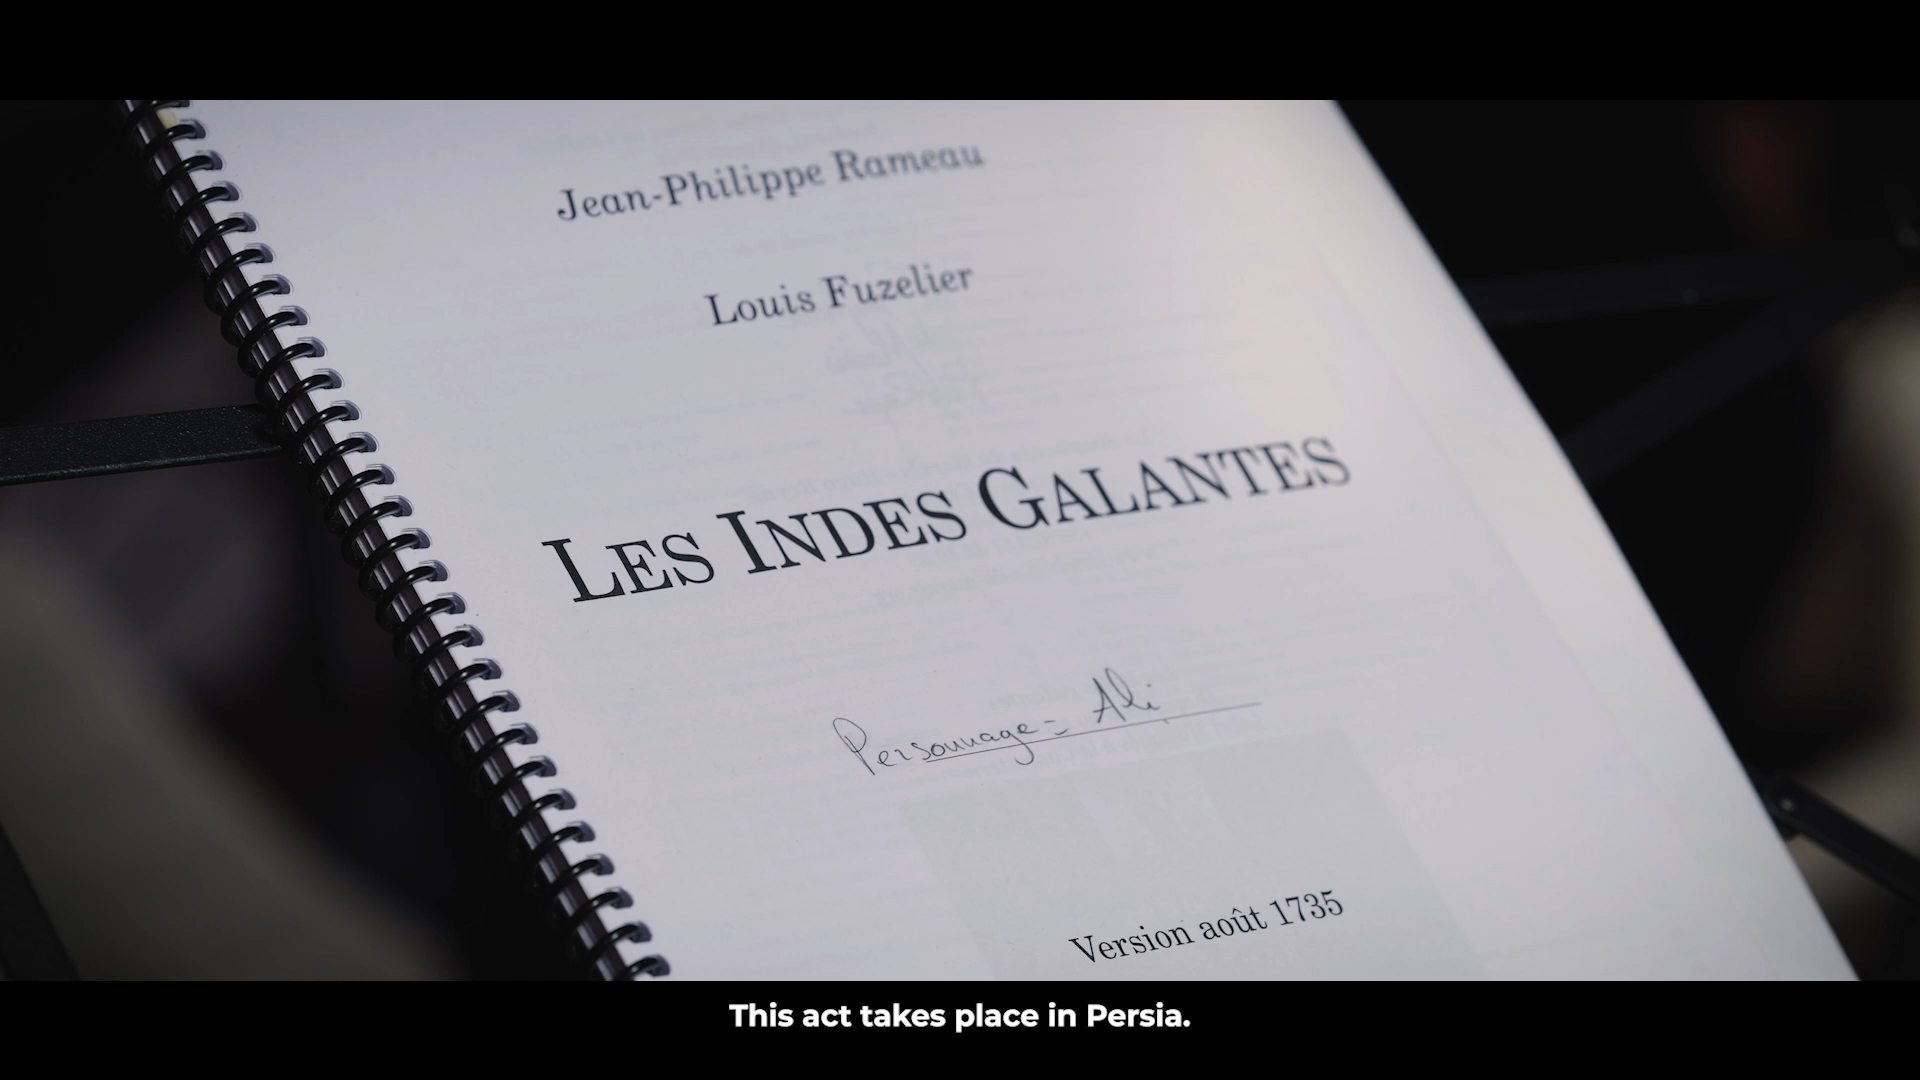 Jean-Philippe Rameau
Louis Fuzelier
LES INDES GALANTES
Personnage = Ali
Version août 1735
This act takes place in Persia.